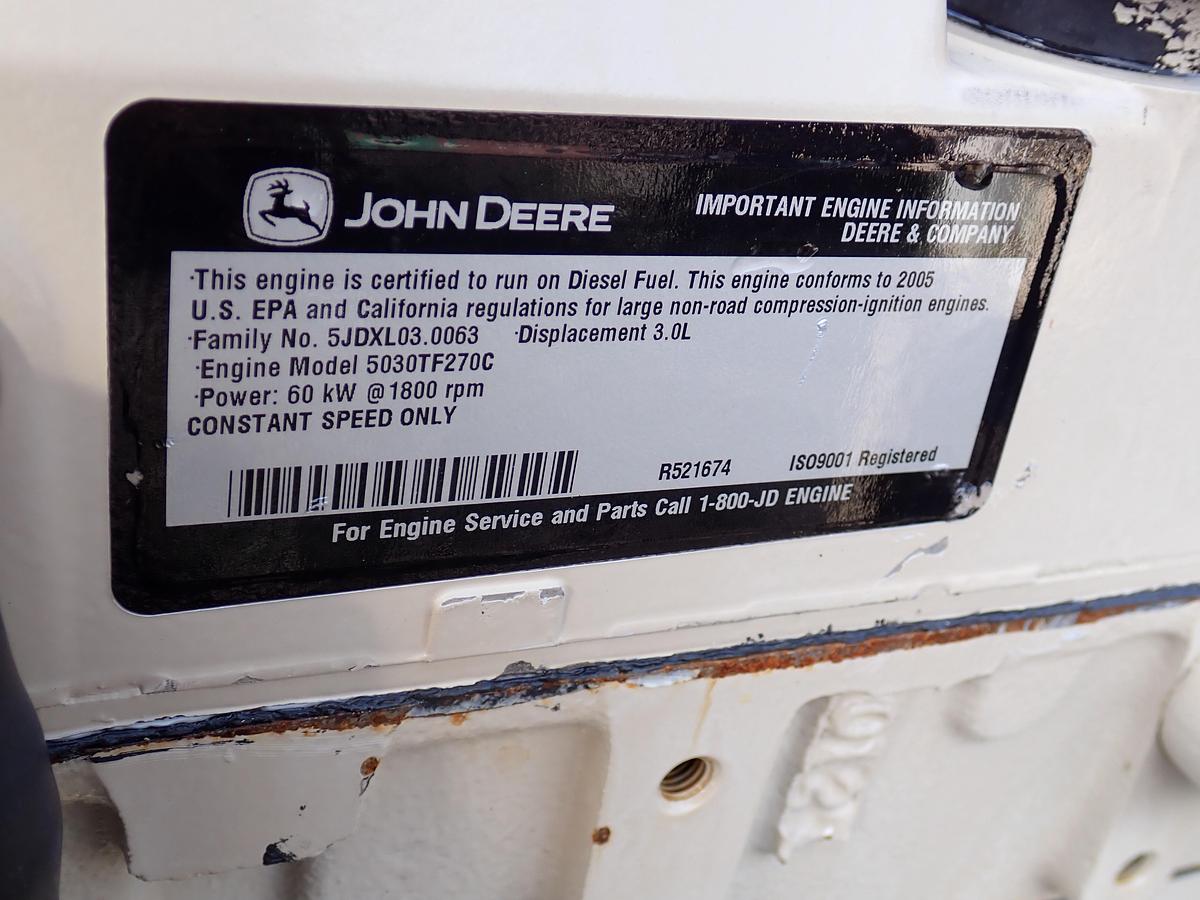 JOHN DEERE
IMPORTANT ENGINE INFORMATION
DEERE & COMPANY
·This engine is certified to run on Diesel Fuel. This engine conforms to 2005
U.S. EPA and California regulations for large non-road compression-ignition engines.
·Family No. 5JDXL03.0063 ·Displacement 3.0L
·Engine Model 5030TF270C
·Power: 60 kW @1800 rpm
CONSTANT SPEED ONLY
R521674 ISO9001 Registered
For Engine Service and Parts Call 1-800-JD ENGINE